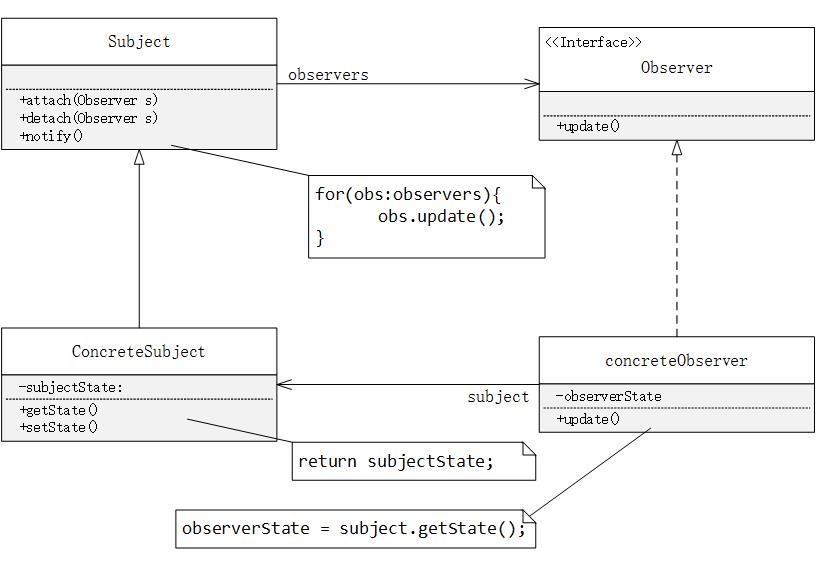 Subject
+attach(Observer s)
+detach(Observer s)
+notify()
observers
<<Interface>>
Observer
+update()
for(obs:observers){
obs.update();
}
ConcreteSubject
-subjectState:
+getState()
+setState()
subject
concreteObserver
-observerState
+update()
return subjectState;
observerState = subject.getState();